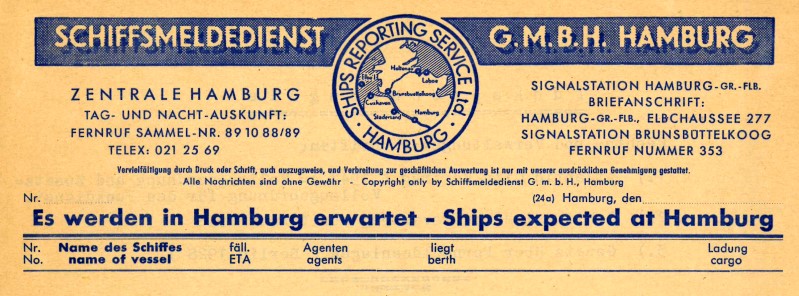 SCHIFFSMELDEDIENST G.M.B.H. HAMBURG
SHIPS REPORTING SERVICE Ltd.
· HAMBURG ·
Holtenau
Laboe
Brunsbuttelkoog
Cuxhaven
Stadersand
Hamburg
ZENTRALE HAMBURG
TAG- UND NACHT-AUSKUNFT:
FERNRUF SAMMEL-NR. 89 10 88/89
TELEX: 021 25 69
SIGNALSTATION HAMBURG-GR.-FLB.
BRIEFANSCHRIFT:
HAMBURG-GR.-FLB., ELBCHAUSSEE 277
SIGNALSTATION BRUNSBÜTTELKOOG
FERNRUF NUMMER 353
Vervielfältigung durch Druck oder Schrift, auch auszugsweise, und Verbreitung zur geschäftlichen Auswertung ist nur mit unserer ausdrücklichen Genehmigung gestattet.
Alle Nachrichten sind ohne Gewähr - Copyright only by Schiffsmeldedienst G. m. b. H., Hamburg
Nr. (24a) Hamburg, den
Es werden in Hamburg erwartet - Ships expected at Hamburg
Nr. Name des Schiffes fäll. Agenten liegt Ladung
No. name of vessel ETA agents berth cargo